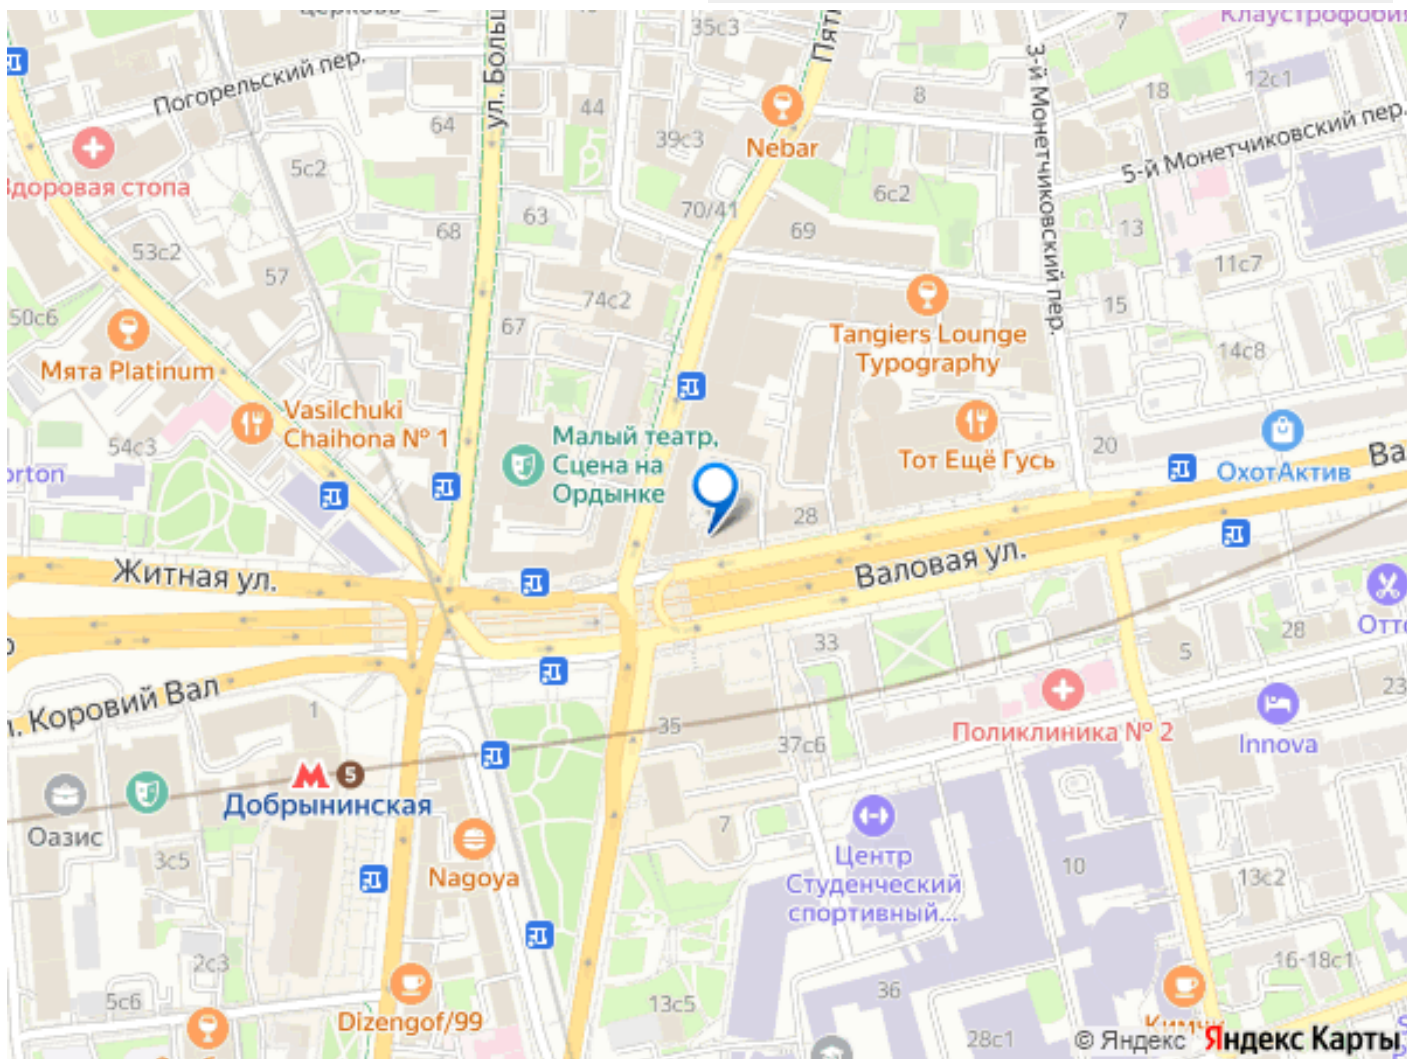 35с3
Клаустрофобия
7
ул. Больш
Пят
12с1
18
8
3-й Монетчиковский пер.
Погорельский пер.
44
64
39с3
Nebar
5-й Монетчиковский пер.
5с2
Здоровая стопа
6с2
63
70/41
13
68
69
53с2
57
11с7
74с2
50с6
67
15
Tangiers Lounge
Typography
14с8
Мята Platinum
Vasilchuki
Chaihona № 1
Малый театр,
Сцена на
Ордынке
54с3
orton
20
Тот Ещё Гусь
ОхотАктив
Ва
28
Житная ул.
Валовая ул.
Отто
33
28
5
л. Коровий Вал
1
35
23
37с6
Поликлиника № 2
Innova
М 5
Добрынинская
Оазис
7
3с5
Nagoya
Центр
Студенческий
спортивный...
10
13с2
2с3
16-18с1
5с6
36
13с5
Dizengof/99
28с1
© Яндекс Яндекс Карты